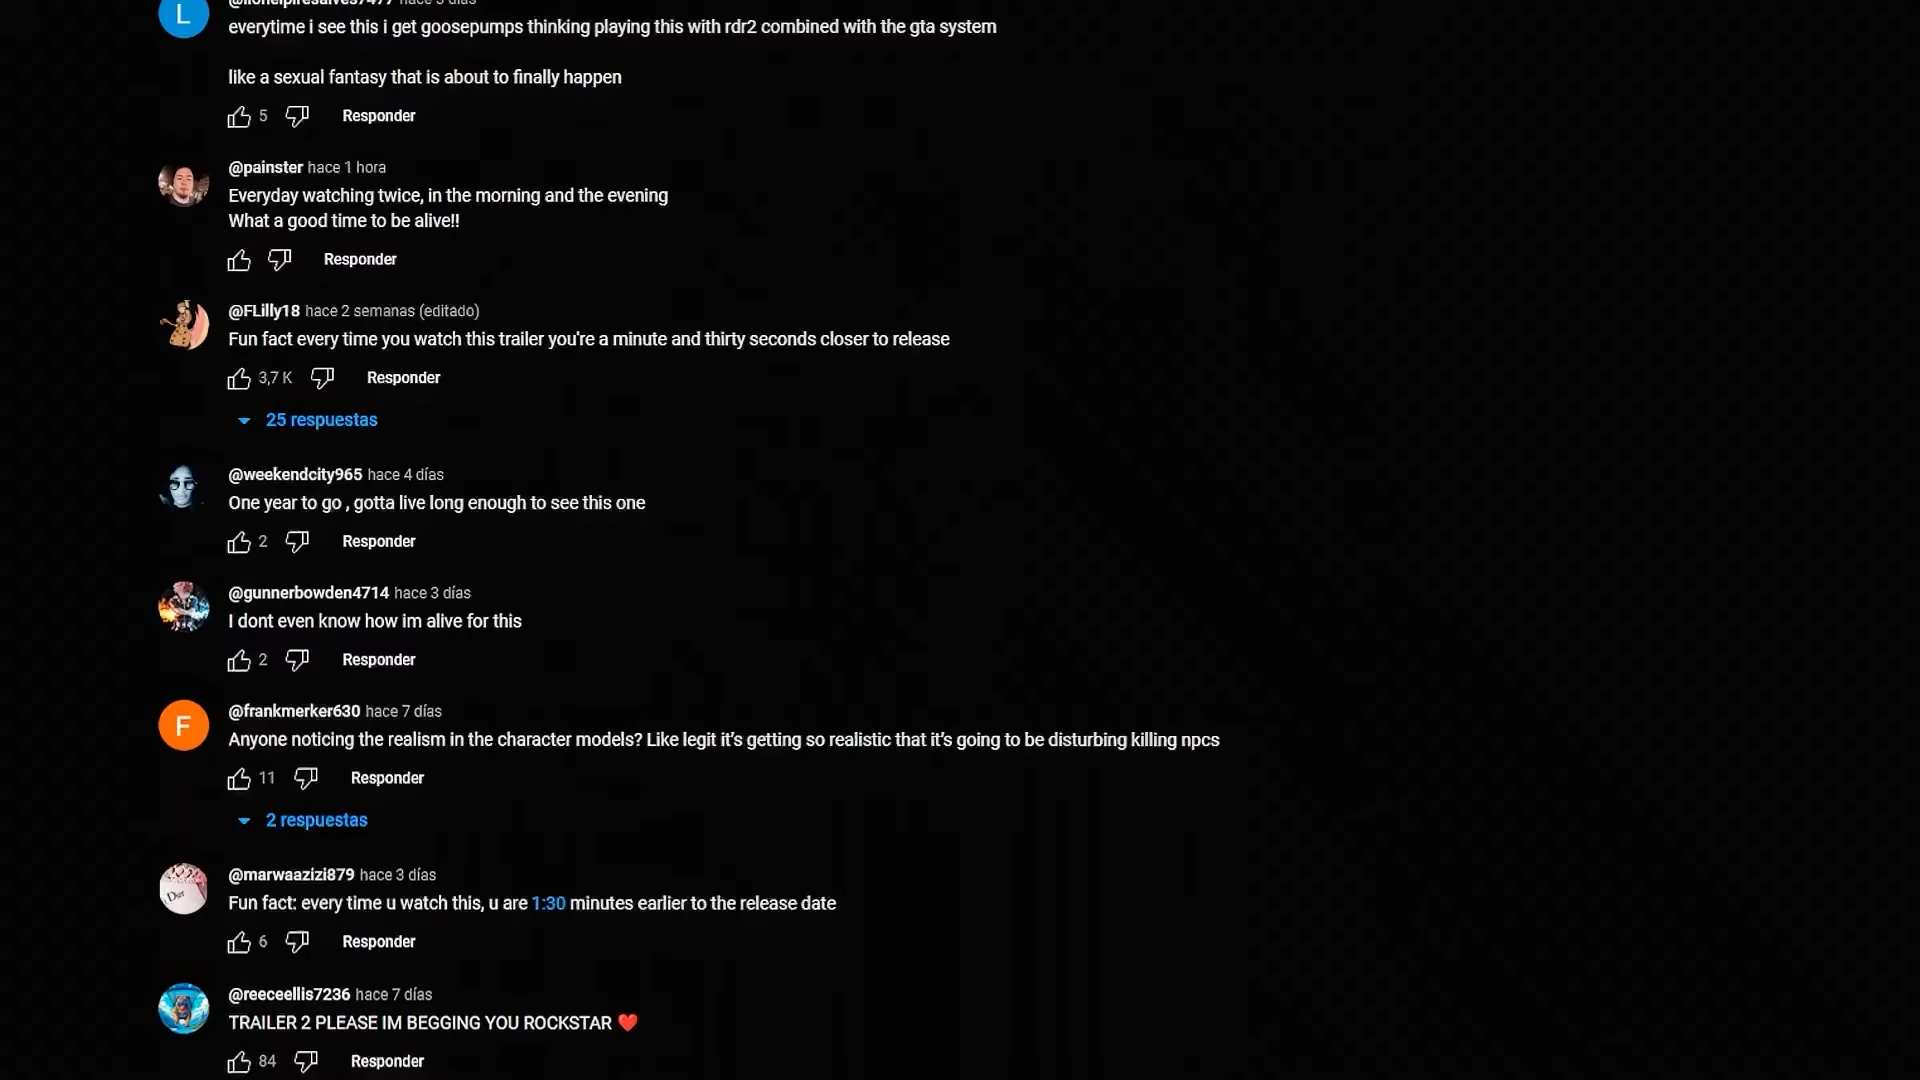 L
everytime i see this i get goosepumps thinking playing this with rdr2 combined with the gta system
like a sexual fantasy that is about to finally happen
5 Responder
@painster hace 1 hora
Everyday watching twice, in the morning and the evening
What a good time to be alive!!
Responder
@FLilly18 hace 2 semanas (editado)
Fun fact every time you watch this trailer you're a minute and thirty seconds closer to release
3,7 K Responder
25 respuestas
@weekendcity965 hace 4 días
One year to go , gotta live long enough to see this one
2 Responder
@gunnerbowden4714 hace 3 días
I dont even know how im alive for this
2 Responder
F
@frankmerker630 hace 7 días
Anyone noticing the realism in the character models? Like legit it's getting so realistic that it's going to be disturbing killing npcs
11 Responder
2 respuestas
@marwaazizi879 hace 3 días
Dior
Fun fact: every time u watch this, u are 1:30 minutes earlier to the release date
6 Responder
@reeceellis7236 hace 7 días
TRAILER 2 PLEASE IM BEGGING YOU ROCKSTAR ❤️
84 Responder